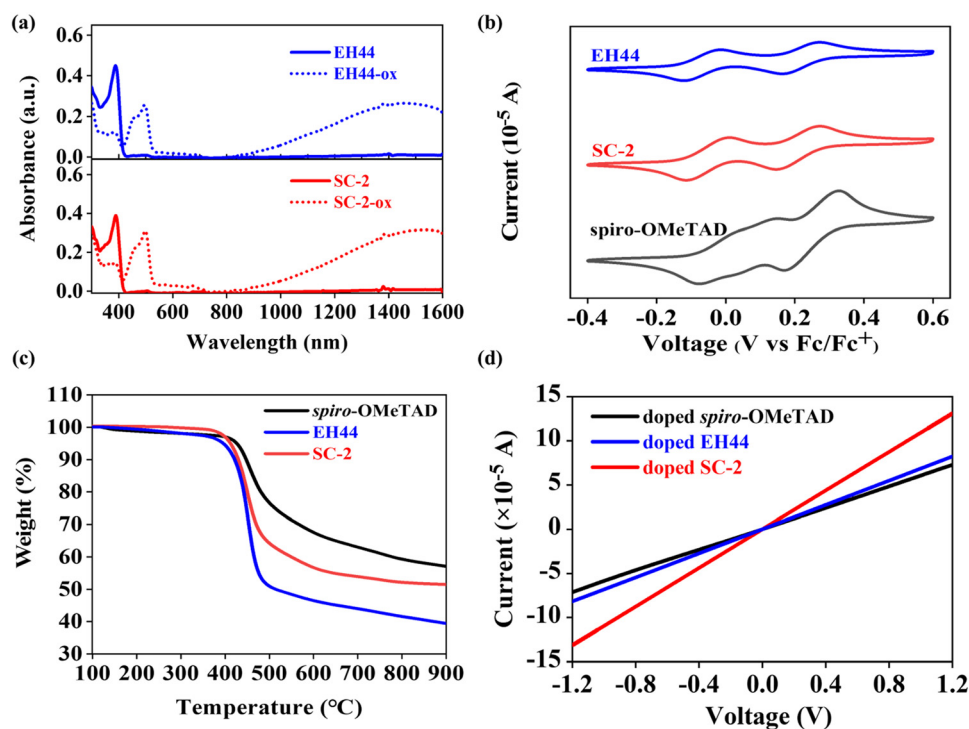 (a)
0.6
EH44
EH44-ox
0.4
0.2
0.0
0.6
SC-2
SC-2-ox
0.4
0.2
0.0
Absorbance (a.u.)
400 600 800 1000 1200 1400 1600
Wavelength (nm)
(b)
EH44
SC-2
spiro-OMeTAD
Current (10⁻⁵ A)
-0.4 -0.2 0.0 0.2 0.4 0.6
Voltage (V vs Fc/Fc⁺)
(c)
110
100
90
80
70
60
50
40
30
spiro-OMeTAD
EH44
SC-2
Weight (%)
100 200 300 400 500 600 700 800 900
Temperature (°C)
(d)
15
10
5
0
-5
-10
-15
doped spiro-OMeTAD
doped EH44
doped SC-2
Current (×10⁻⁵ A)
-1.2 -0.8 -0.4 0.0 0.4 0.8 1.2
Voltage (V)